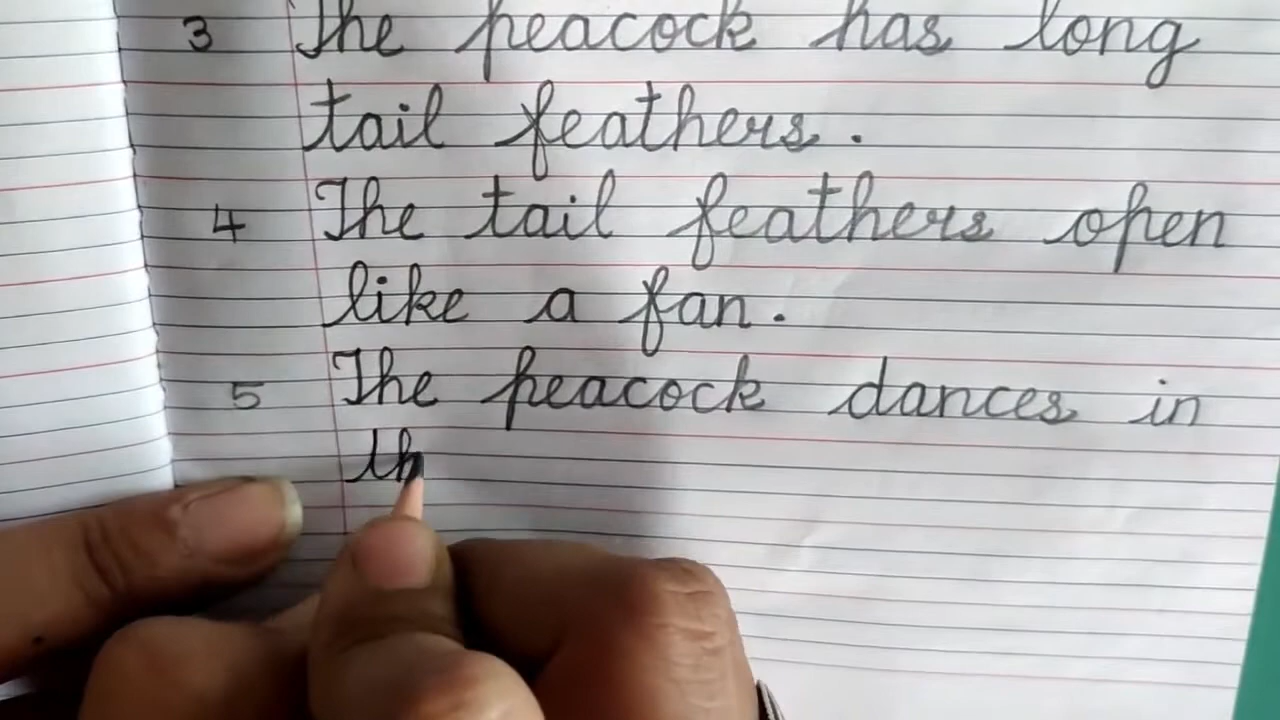 3 The peacock has long
tail feathers.
4 The tail feathers open
like a fan.
5 The peacock dances in
th